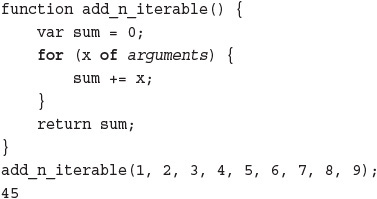 function add_n_iterable() {
    var sum = 0;
    for (x of arguments) {
        sum += x;
    }
    return sum;
}
add_n_iterable(1, 2, 3, 4, 5, 6, 7, 8, 9);
45